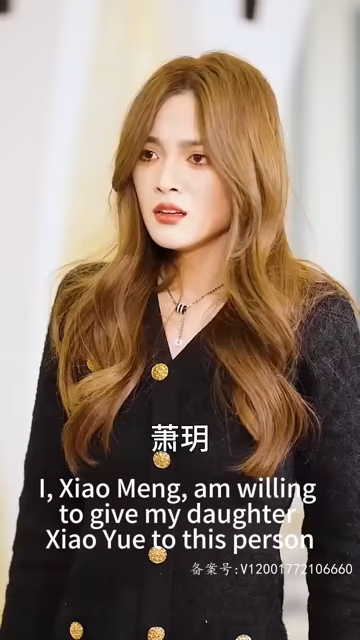 萧玥
I, Xiao Meng, am willing
to give my daughter
Xiao Yue to this person
备案号:V12001772106660